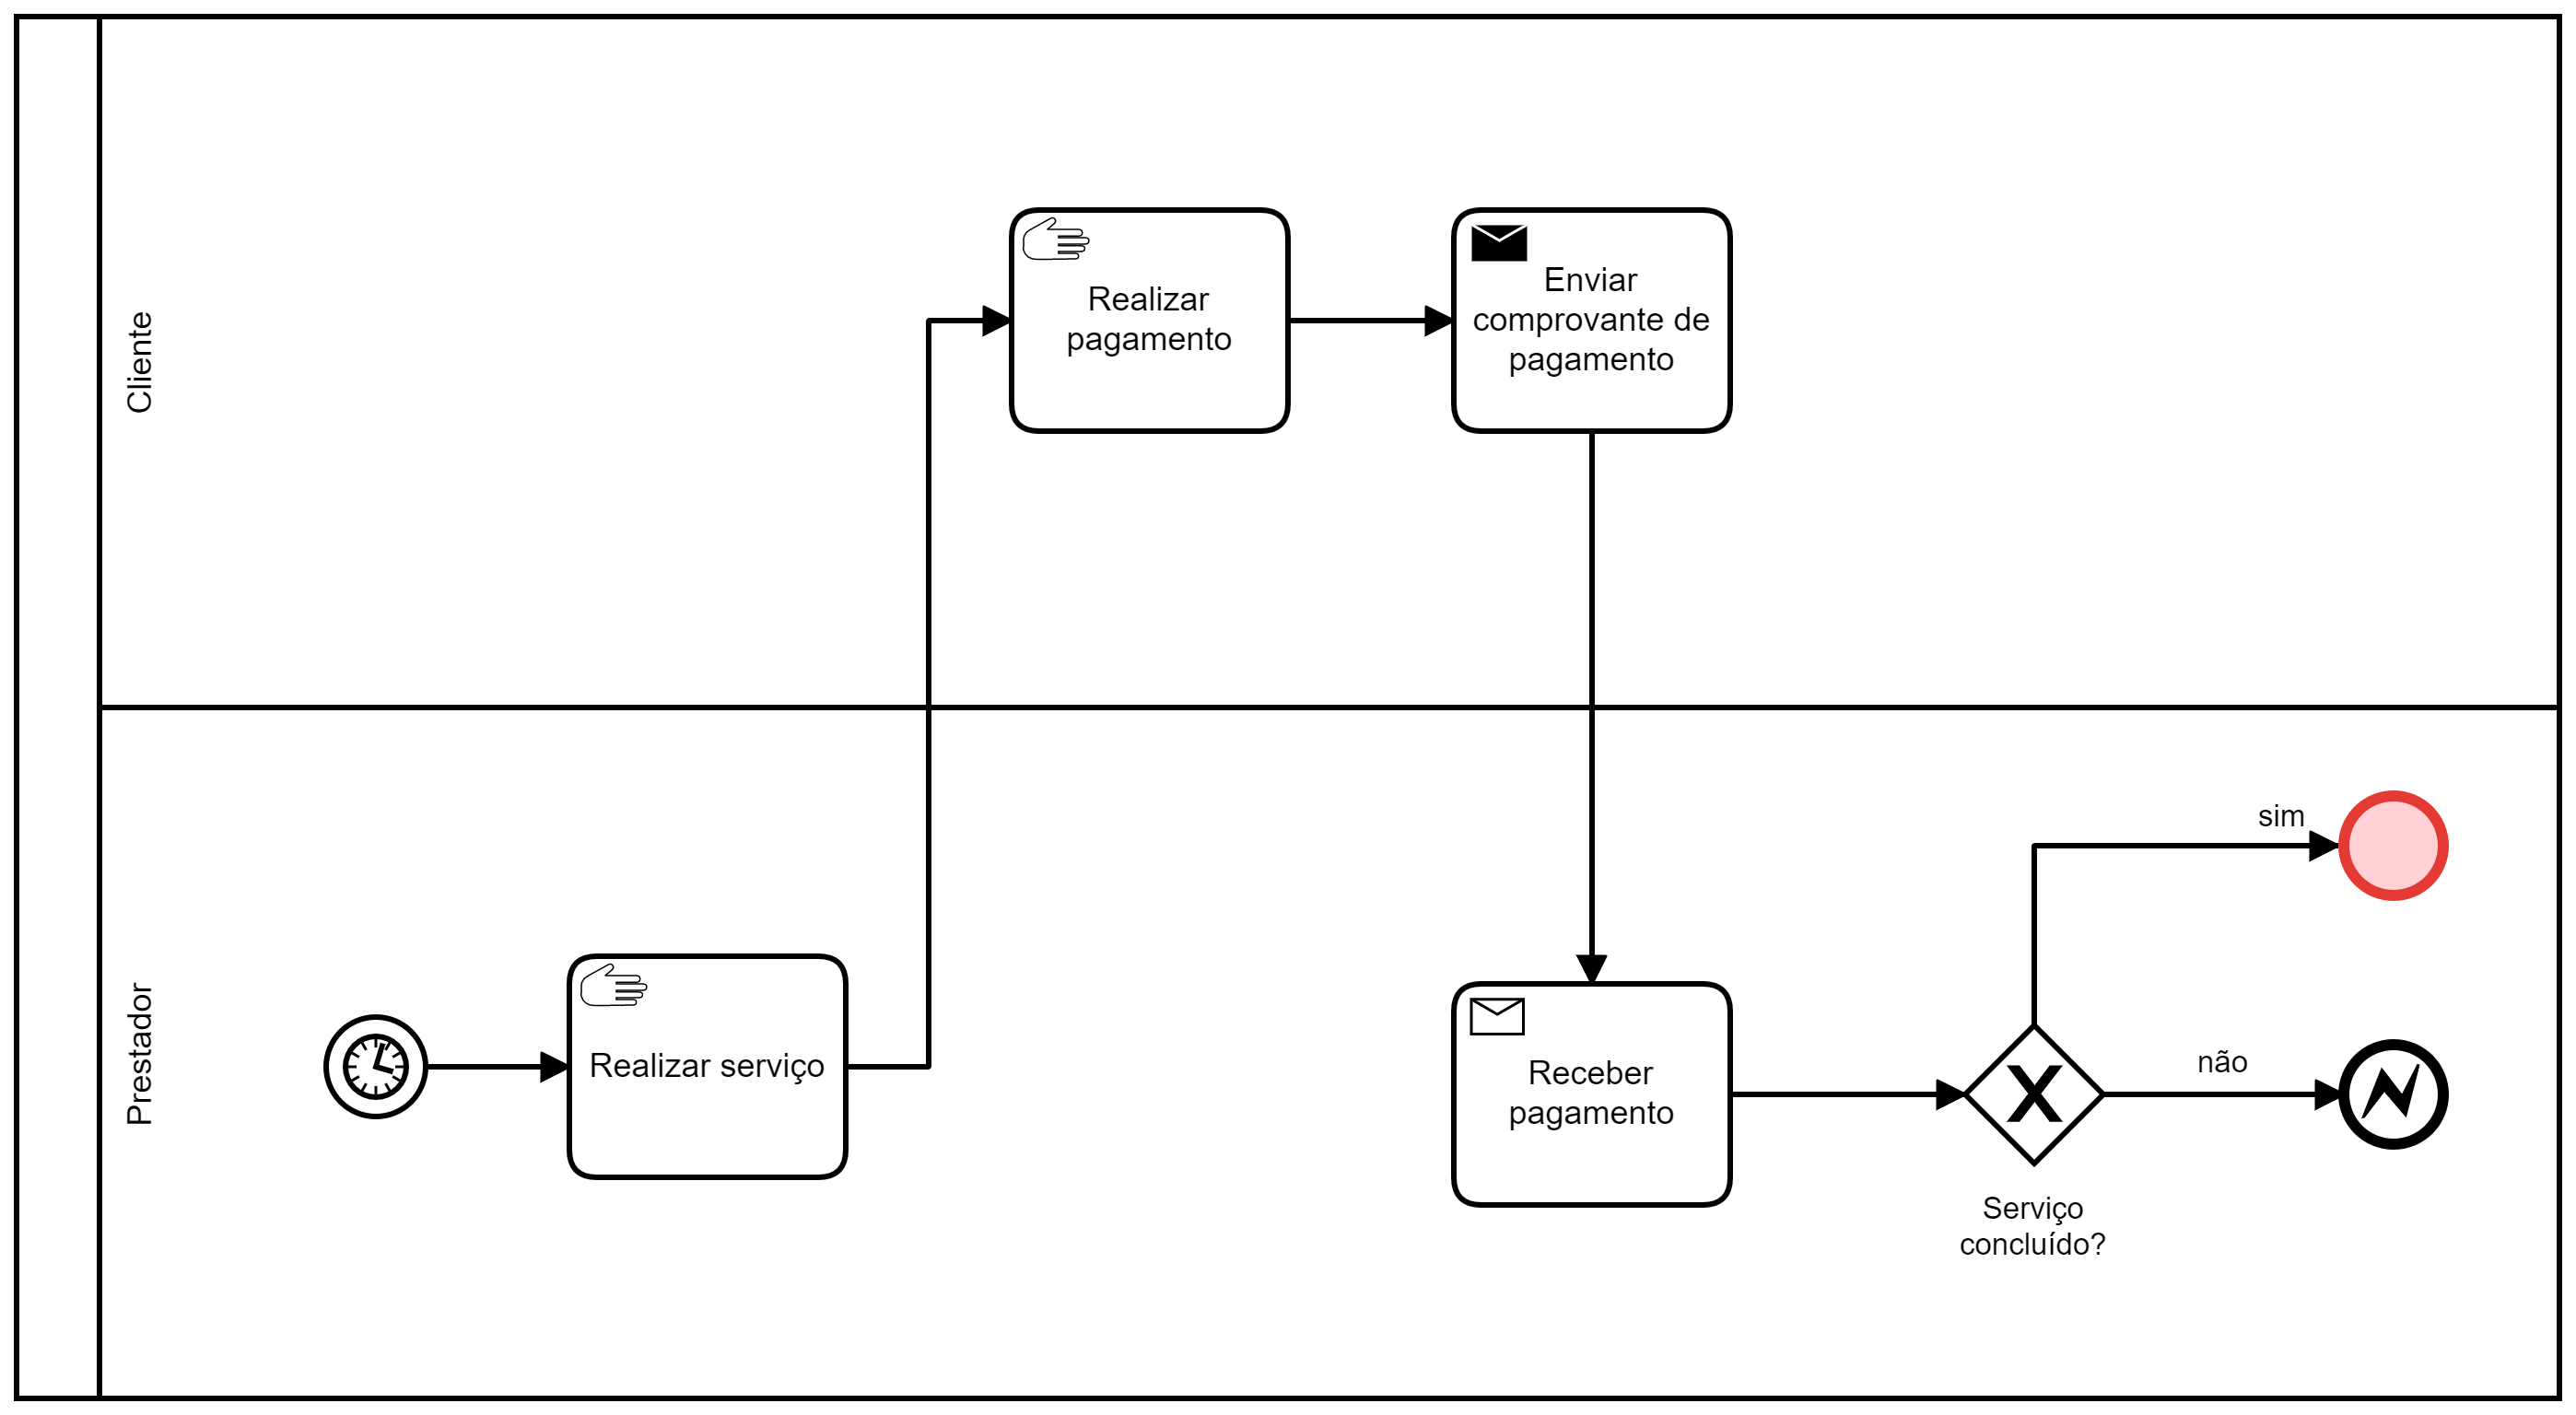 Cliente
Realizar
pagamento
Enviar
comprovante de
pagamento
Prestador
Realizar serviço
Receber
pagamento
Serviço
concluído?
sim
não